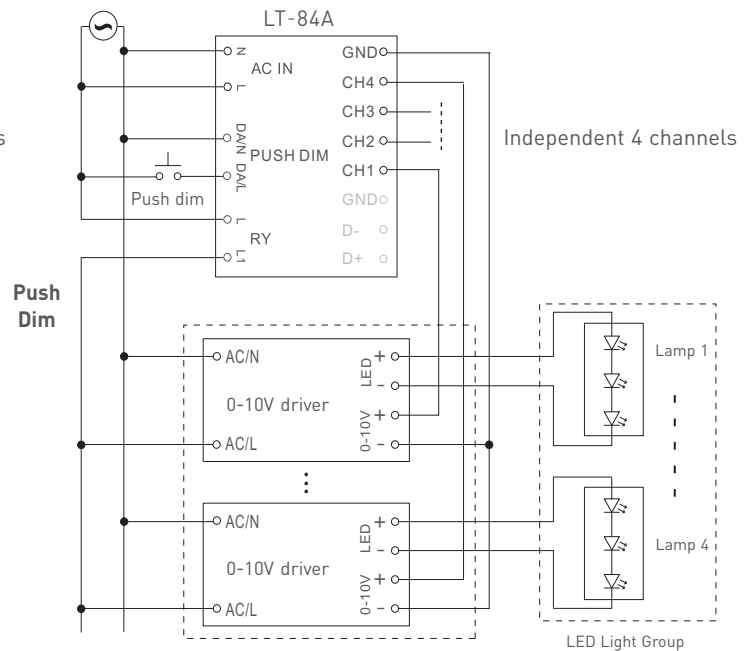 LT-84A
N
AC IN
L
DA/N
PUSH DIM
DA/L
Push dim
L
RY
L1
GND
CH4
CH3
CH2
CH1
GND
D-
D+
s
Independent 4 channels
Push
Dim
AC/N
0-10V driver
AC/L
LED
+
-
0-10V
+
-
AC/N
0-10V driver
AC/L
LED
+
-
0-10V
+
-
Lamp 1
Lamp 4
LED Light Group